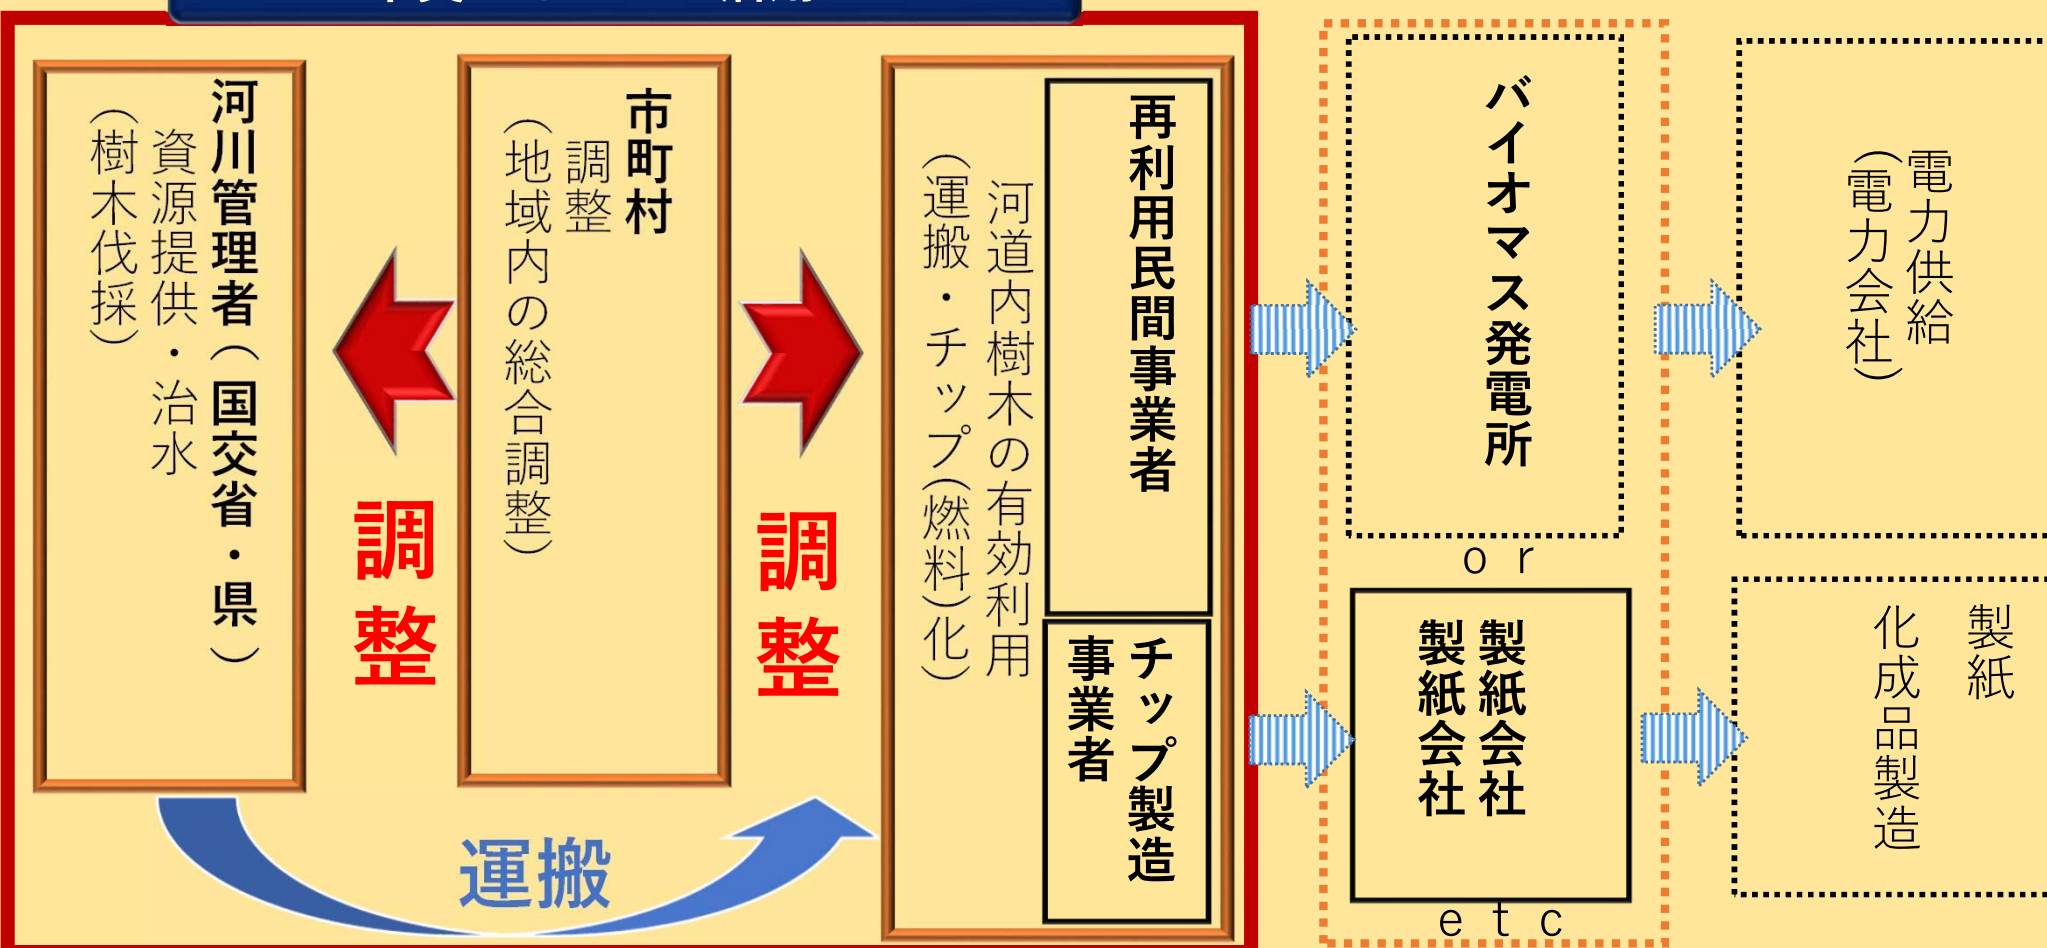 河川管理者（国交省・県）
資源提供・治水
（樹木伐採）
調整
市町村
調整
（地域内の総合調整）
調整
運搬
再利用民間事業者
チップ製造
事業者
河道内樹木の有効利用
（運搬・チップ（燃料）化）
バイオマス発電所
or
製紙会社
製紙会社
etc
電力供給
（電力会社）
製紙
化成品製造